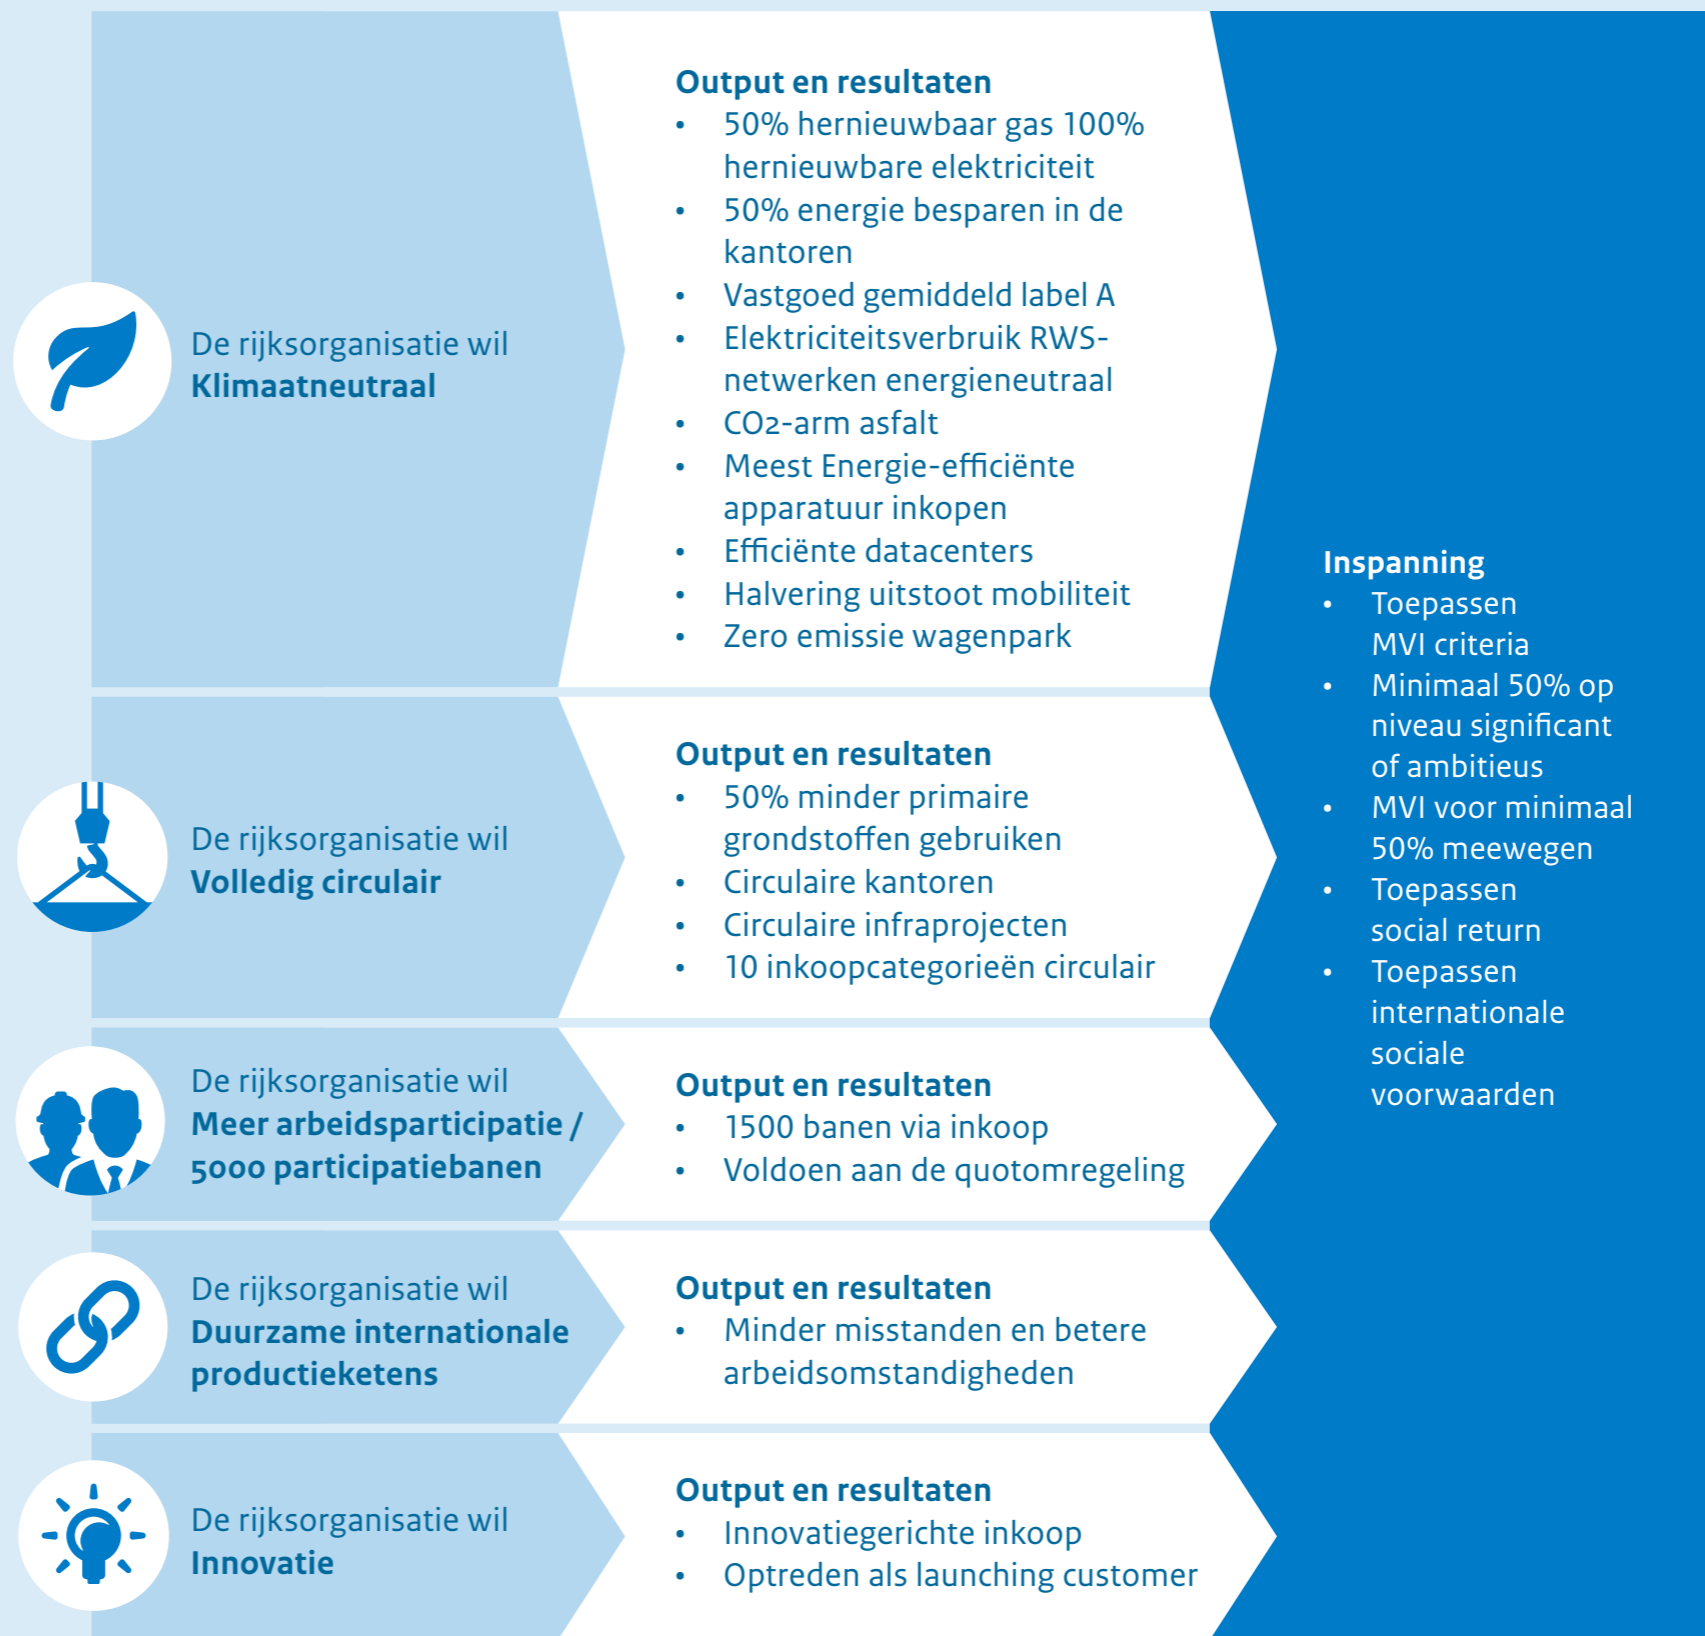 De rijksorganisatie wil
Klimaatneutraal
Output en resultaten
• 50% hernieuwbaar gas 100%
hernieuwbare elektriciteit
• 50% energie besparen in de
kantoren
• Vastgoed gemiddeld label A
• Elektriciteitsverbruik RWS-
netwerken energieneutraal
• CO2-arm asfalt
• Meest Energie-efficiënte
apparatuur inkopen
• Efficiënte datacenters
• Halvering uitstoot mobiliteit
• Zero emissie wagenpark
De rijksorganisatie wil
Volledig circulair
Output en resultaten
• 50% minder primaire
grondstoffen gebruiken
• Circulaire kantoren
• Circulaire infraprojecten
• 10 inkoopcategorieën circulair
De rijksorganisatie wil
Meer arbeidsparticipatie /
5000 participatiebanen
Output en resultaten
• 1500 banen via inkoop
• Voldoen aan de quotomregeling
De rijksorganisatie wil
Duurzame internationale
productieketens
Output en resultaten
• Minder misstanden en betere
arbeidsomstandigheden
De rijksorganisatie wil
Innovatie
Output en resultaten
• Innovatiegerichte inkoop
• Optreden als launching customer
Inspanning
• Toepassen
MVI criteria
• Minimaal 50% op
niveau significant
of ambitieus
• MVI voor minimaal
50% meewegen
• Toepassen
social return
• Toepassen
internationale
sociale
voorwaarden